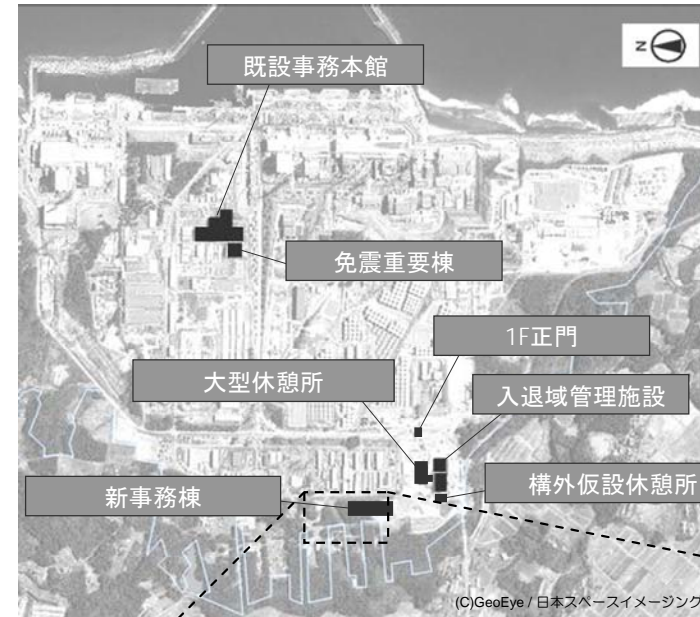 既設事務本館
N
免震重要棟
1F正門
大型休憩所
入退域管理施設
新事務棟
構外仮設休憩所
(C)GeoEye / 日本スペースイメージング